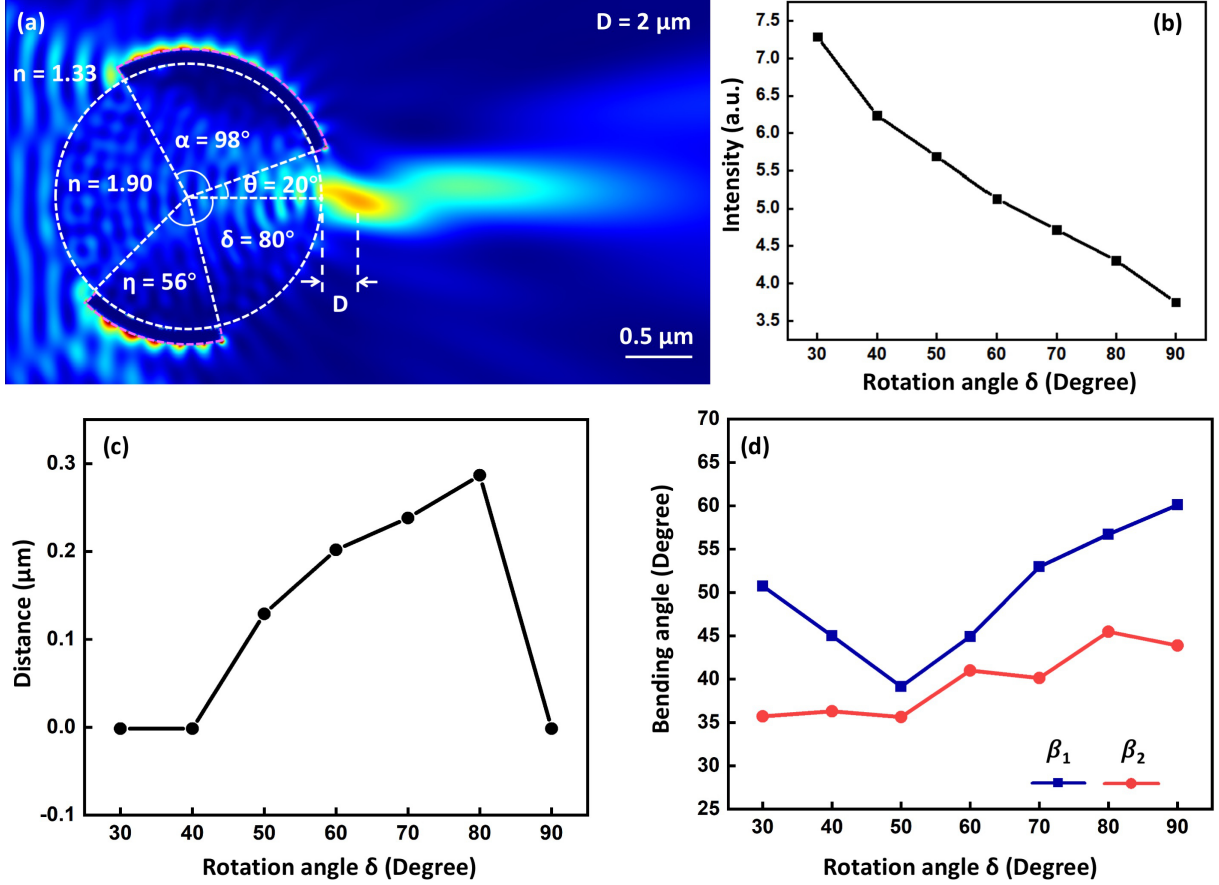 (a)
D = 2 μm
n = 1.33
α = 98°
n = 1.90
θ = 20°
δ = 80°
η = 56°
D
0.5 μm
(b)
7.5
7.0
6.5
6.0
5.5
5.0
4.5
4.0
3.5
Intensity (a.u.)
30 40 50 60 70 80 90
Rotation angle δ (Degree)
(c)
0.3
0.2
0.1
0.0
-0.1
Distance (μm)
30 40 50 60 70 80 90
Rotation angle δ (Degree)
(d)
70
65
60
55
50
45
40
35
30
25
Bending angle (Degree)
β₁ β₂
30 40 50 60 70 80 90
Rotation angle δ (Degree)